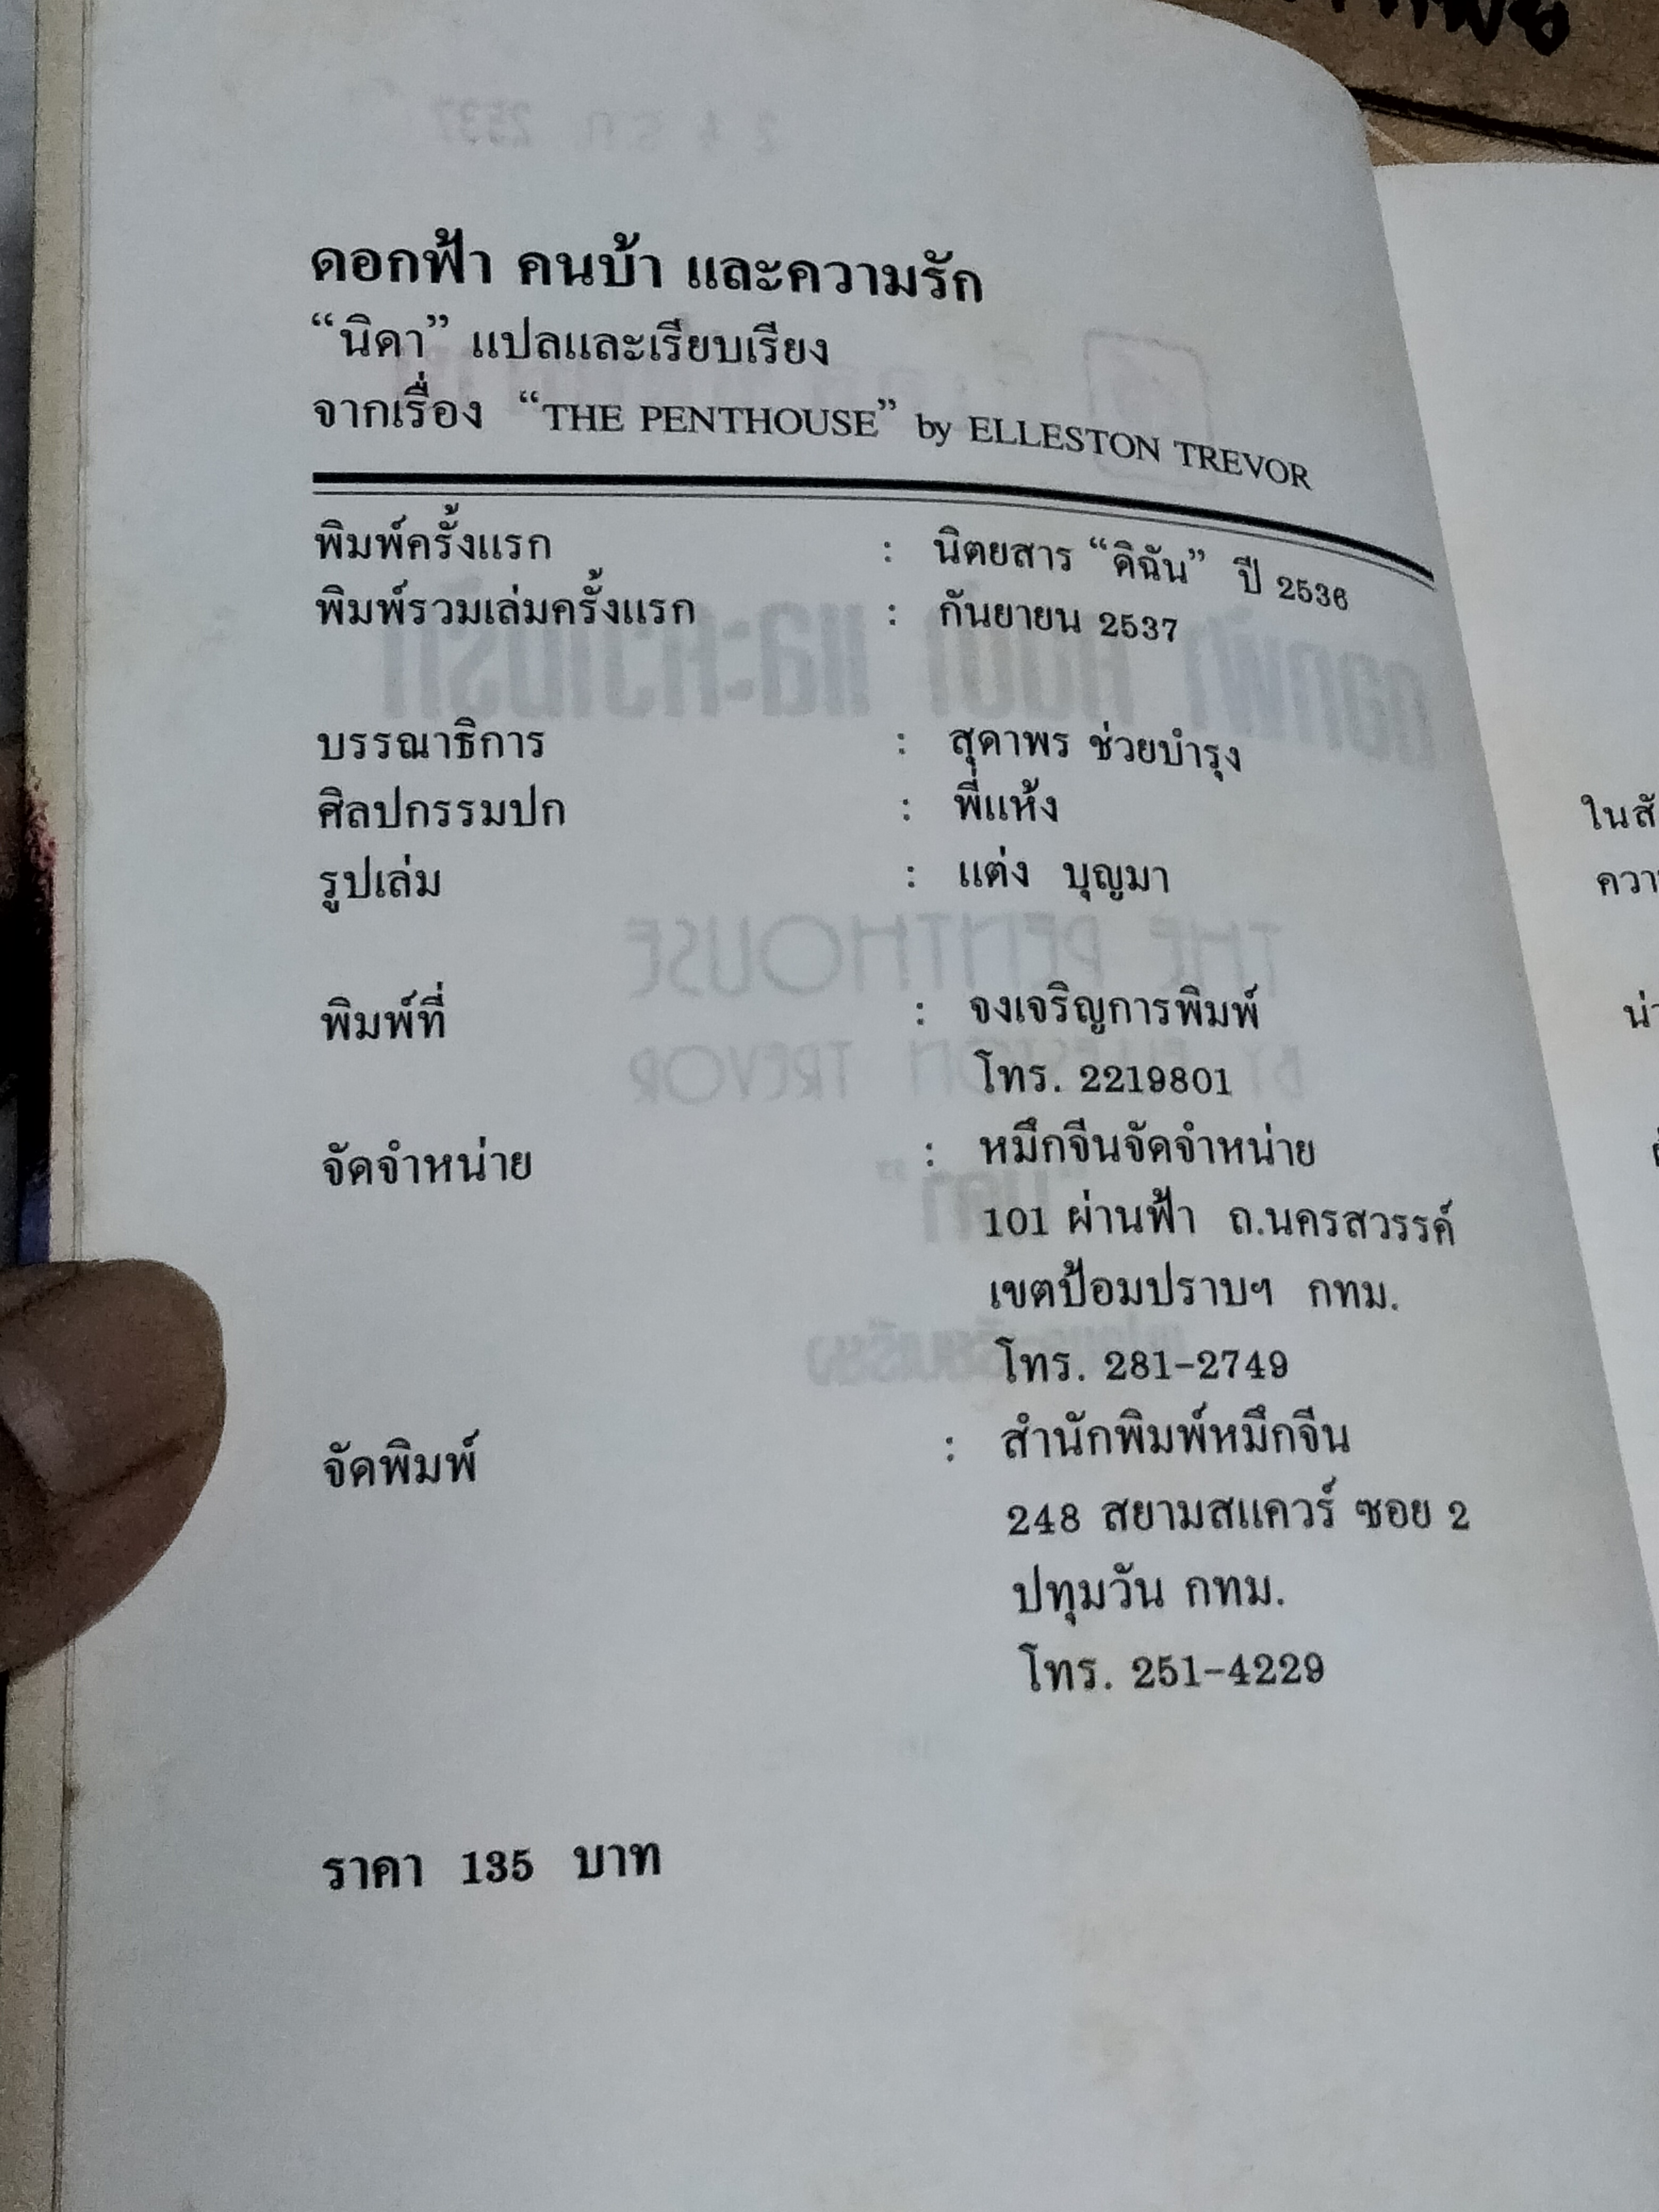 ดอกฟ้า คนบ้า และความรัก
“นิดา” แปลและเรียบเรียง
จากเรื่อง “THE PENTHOUSE” by ELLESTON TREVOR
พิมพ์ครั้งแรก : นิตยสาร “ดิฉัน” ปี 2536
พิมพ์รวมเล่มครั้งแรก : กันยายน 2537
บรรณาธิการ : สุดาพร ช่วยบำรุง
ศิลปกรรมปก : พี่แห้ง
รูปเล่ม : แต่ง บุญมา
พิมพ์ที่ : จงเจริญการพิมพ์
โทร. 2219801
จัดจำหน่าย : หมึกจีนจัดจำหน่าย
101 ผ่านฟ้า ถ.นครสวรรค์
เขตป้อมปราบฯ กทม.
โทร. 281-2749
จัดพิมพ์ : สำนักพิมพ์หมึกจีน
248 สยามสแควร์ ซอย 2
ปทุมวัน กทม.
โทร. 251-4229
ราคา 135 บาท